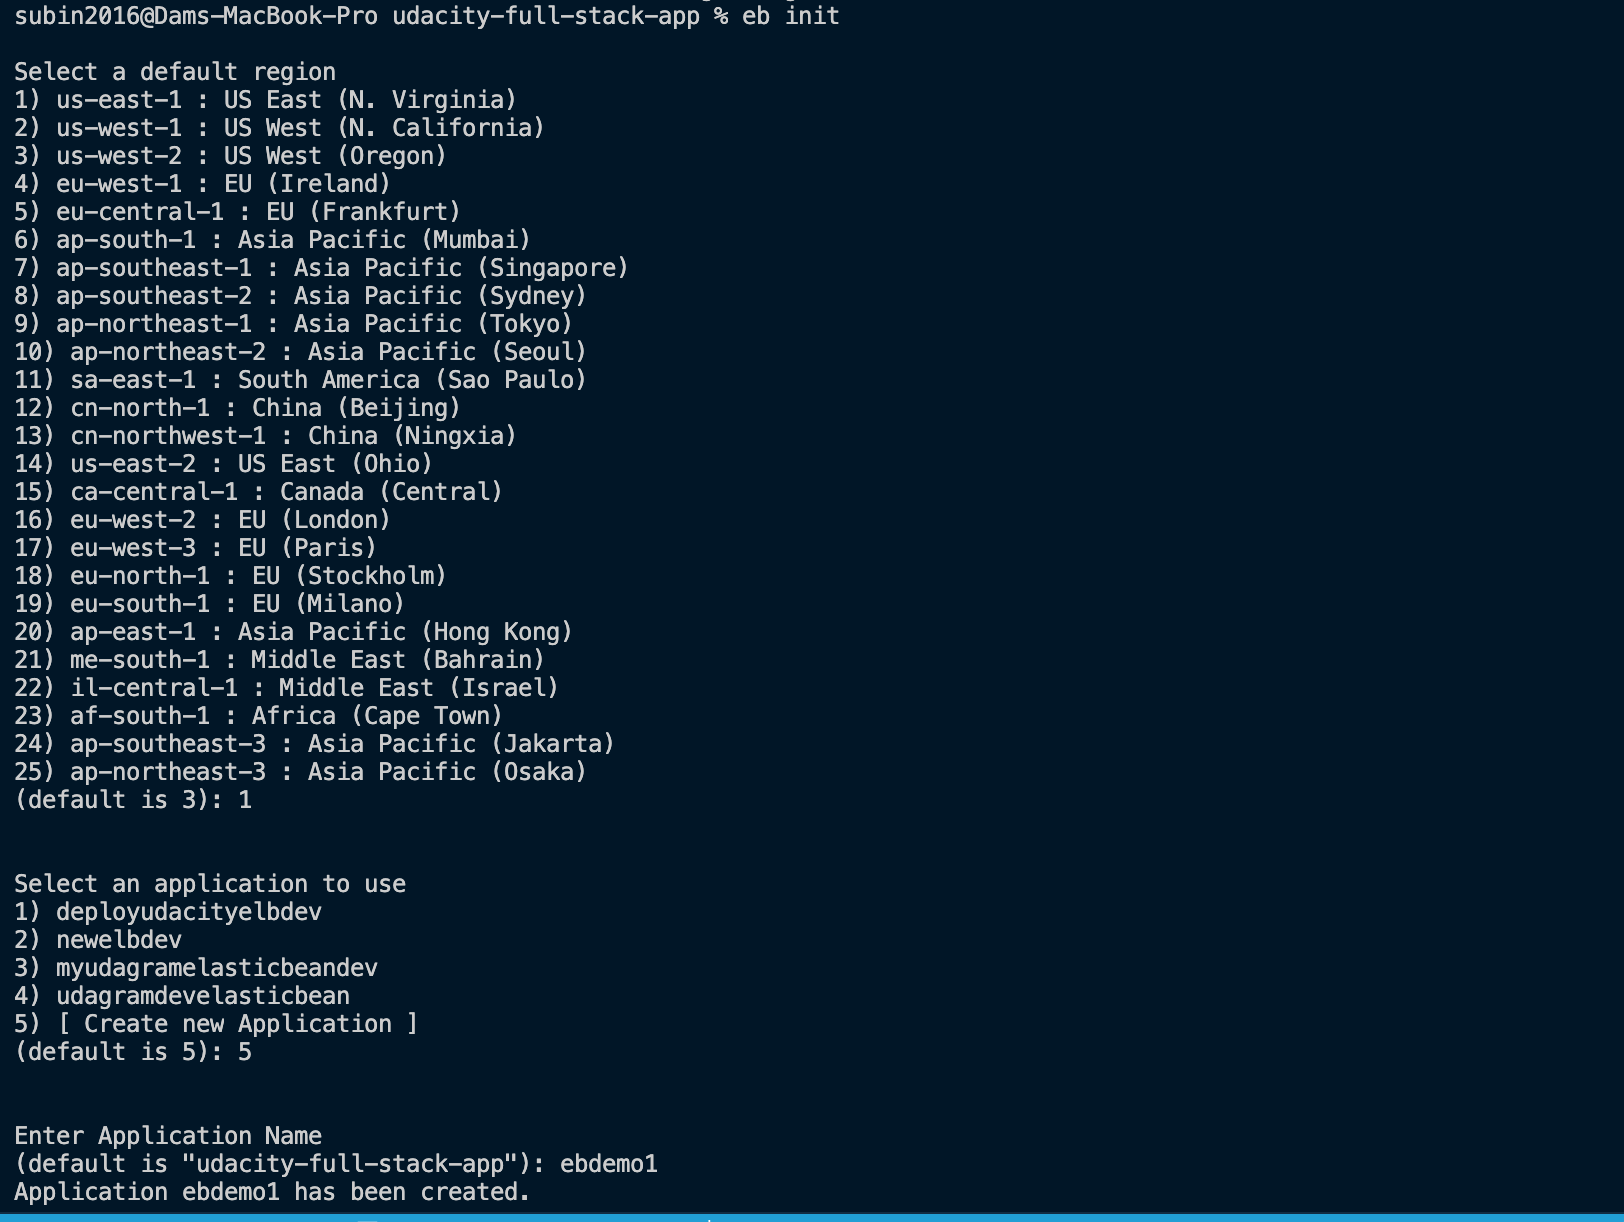 subin2016@Dams-MacBook-Pro udacity-full-stack-app % eb init
Select a default region
1) us-east-1 : US East (N. Virginia)
2) us-west-1 : US West (N. California)
3) us-west-2 : US West (Oregon)
4) eu-west-1 : EU (Ireland)
5) eu-central-1 : EU (Frankfurt)
6) ap-south-1 : Asia Pacific (Mumbai)
7) ap-southeast-1 : Asia Pacific (Singapore)
8) ap-southeast-2 : Asia Pacific (Sydney)
9) ap-northeast-1 : Asia Pacific (Tokyo)
10) ap-northeast-2 : Asia Pacific (Seoul)
11) sa-east-1 : South America (Sao Paulo)
12) cn-north-1 : China (Beijing)
13) cn-northwest-1 : China (Ningxia)
14) us-east-2 : US East (Ohio)
15) ca-central-1 : Canada (Central)
16) eu-west-2 : EU (London)
17) eu-west-3 : EU (Paris)
18) eu-north-1 : EU (Stockholm)
19) eu-south-1 : EU (Milano)
20) ap-east-1 : Asia Pacific (Hong Kong)
21) me-south-1 : Middle East (Bahrain)
22) il-central-1 : Middle East (Israel)
23) af-south-1 : Africa (Cape Town)
24) ap-southeast-3 : Asia Pacific (Jakarta)
25) ap-northeast-3 : Asia Pacific (Osaka)
(default is 3): 1
Select an application to use
1) deployudacityelbdev
2) newelbdev
3) myudagramelasticbeandev
4) udagramdevelasticbean
5) [ Create new Application ]
(default is 5): 5
Enter Application Name
(default is "udacity-full-stack-app"): ebdemo1
Application ebdemo1 has been created.